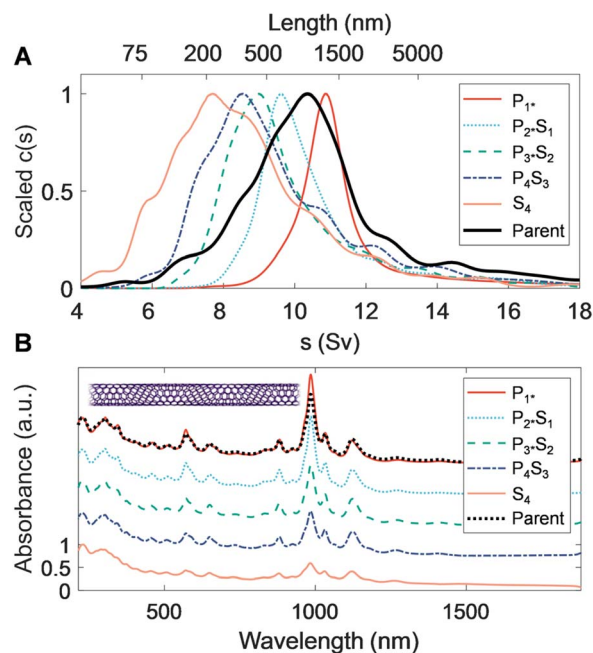 Length (nm)
75 200 500 1500 5000
A
Scaled c(s)
1
0.5
0
P1*
P2*S1
P3*S2
P4S3
S4
Parent
4 6 8 10 12 14 16 18
s (Sv)
B
Absorbance (a.u.)
1
0.5
0
P1*
P2*S1
P3*S2
P4S3
S4
Parent
500 1000 1500
Wavelength (nm)